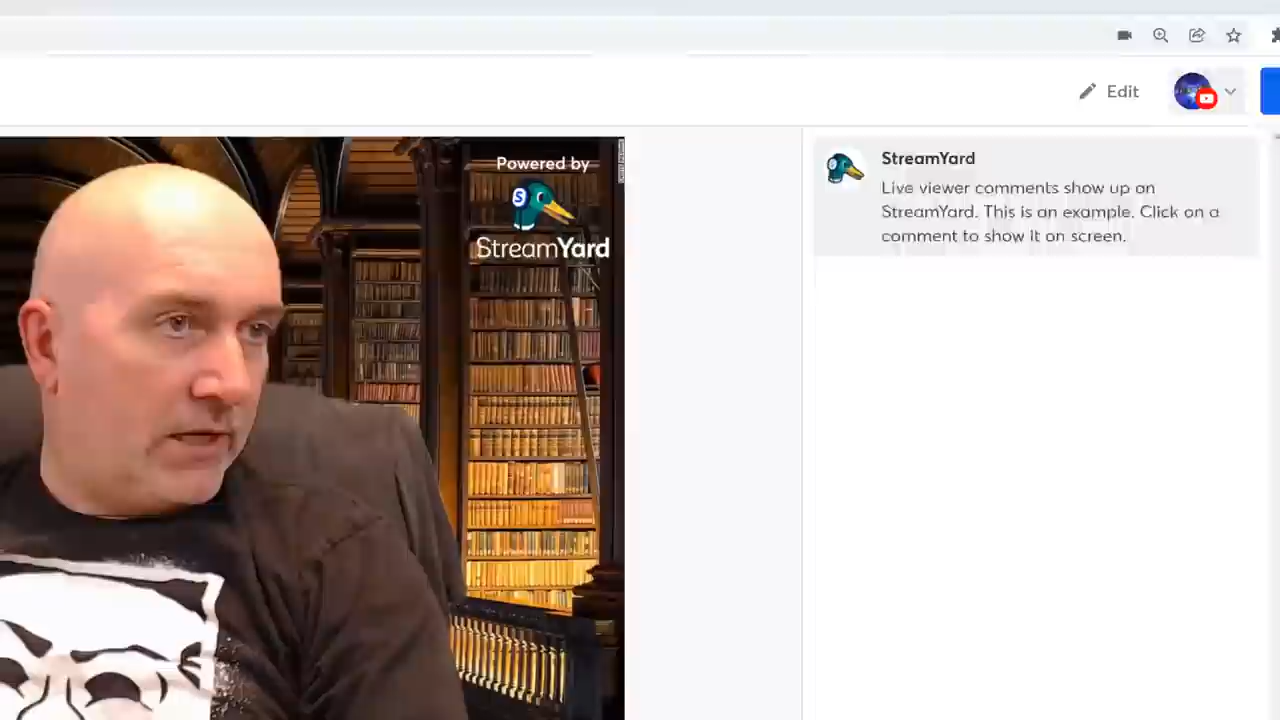 Edit
Powered by
StreamYard
StreamYard
Live viewer comments show up on
StreamYard. This is an example. Click on a
comment to show it on screen.